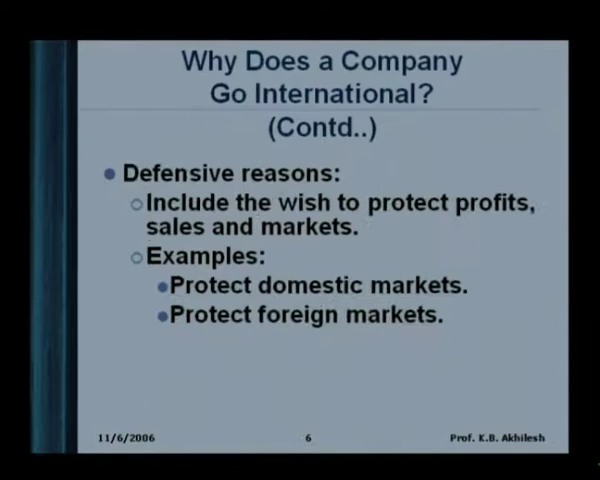 Why Does a Company
Go International?
(Contd..)
Defensive reasons:
Include the wish to protect profits,
sales and markets.
Examples:
Protect domestic markets.
Protect foreign markets.
11/6/2006 6 Prof. K.B. Akhilesh